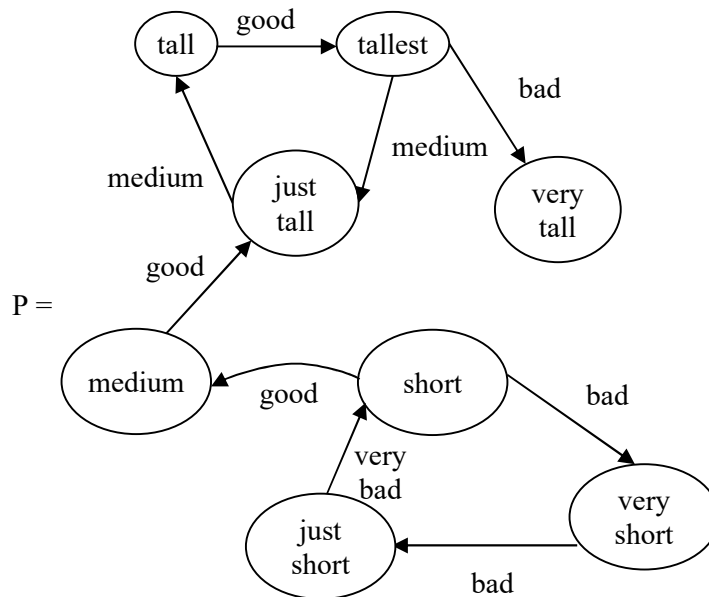 good
tall
tallest
bad
medium
medium
just
tall
very
tall
good
P =
medium
short
good
bad
very
bad
very
short
just
short
bad